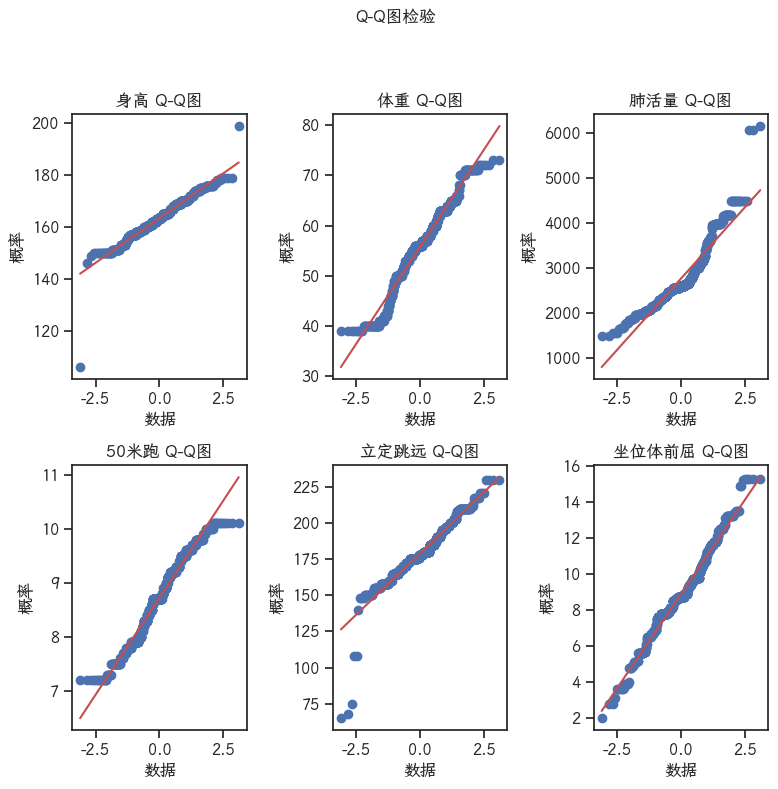 Q-Q图检验
身高 Q-Q图
体重 Q-Q图
肺活量 Q-Q图
200
180
160
140
120
概率
-2.5
0.0
2.5
数据
80
70
60
50
40
30
概率
-2.5
0.0
2.5
数据
6000
5000
4000
3000
2000
1000
概率
-2.5
0.0
2.5
数据
50米跑 Q-Q图
立定跳远 Q-Q图
坐位体前屈 Q-Q图
11
10
9
8
7
概率
-2.5
0.0
2.5
数据
225
200
175
150
125
100
75
概率
-2.5
0.0
2.5
数据
16
14
12
10
8
6
4
2
概率
-2.5
0.0
2.5
数据